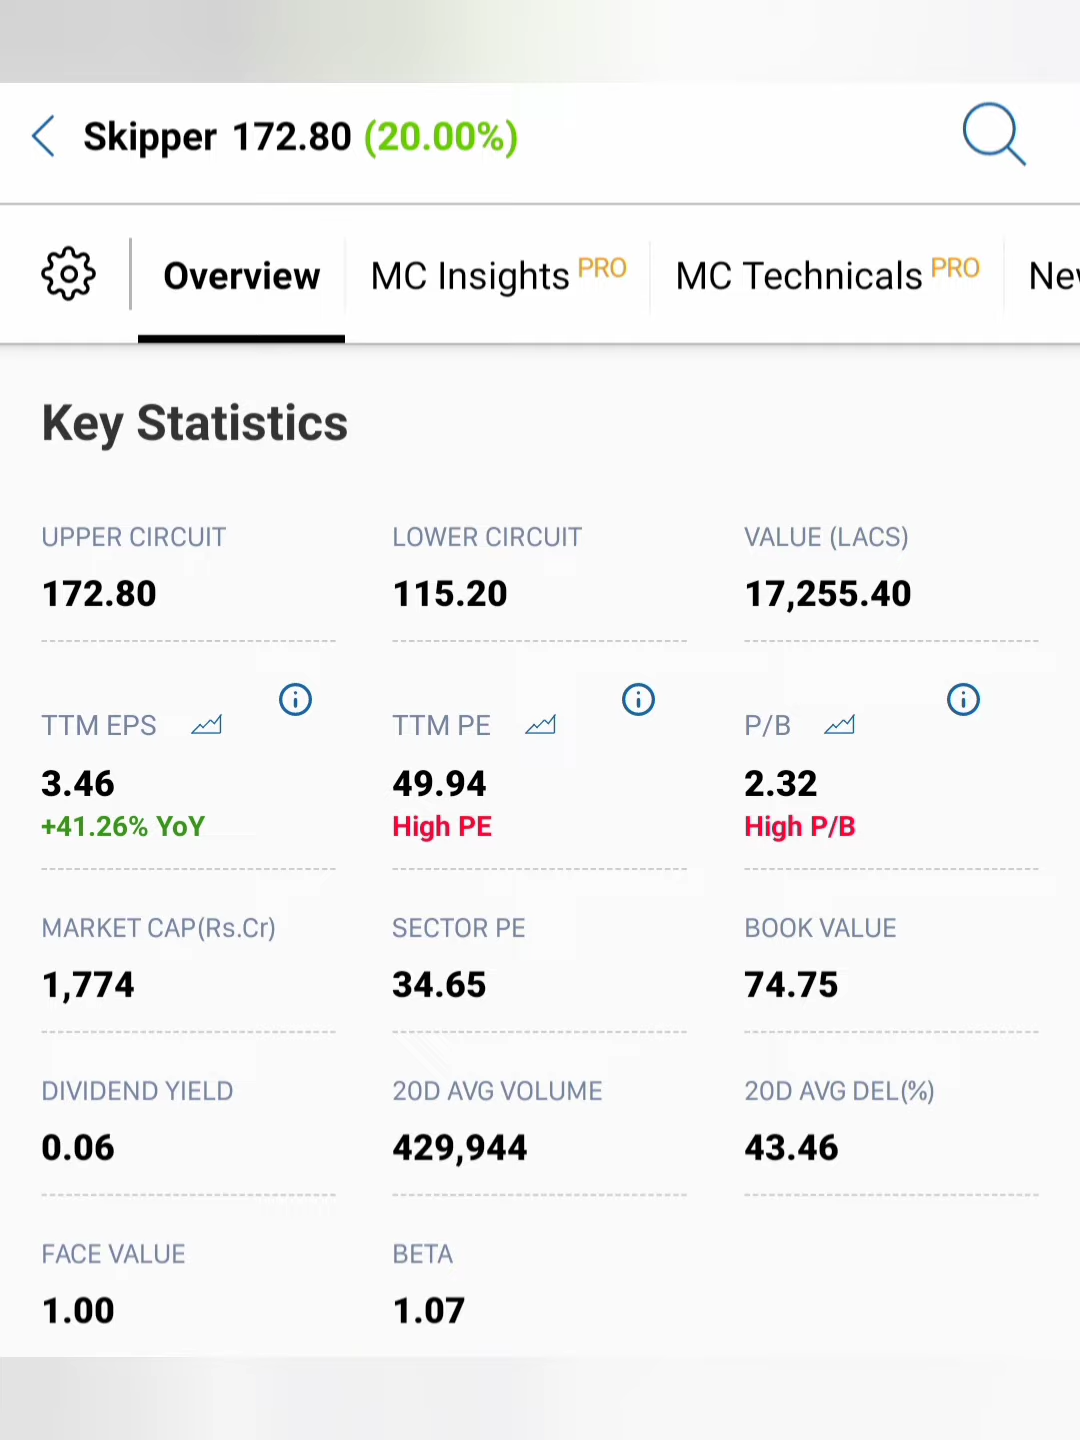 Skipper 172.80 (20.00%)
Overview MC Insights PRO MC Technicals PRO
Key Statistics
UPPER CIRCUIT LOWER CIRCUIT VALUE (LACS)
172.80 115.20 17,255.40
TTM EPS TTM PE P/B
3.46 49.94 2.32
+41.26% YoY High PE High P/B
MARKET CAP(Rs.Cr) SECTOR PE BOOK VALUE
1,774 34.65 74.75
DIVIDEND YIELD 20D AVG VOLUME 20D AVG DEL(%)
0.06 429,944 43.46
FACE VALUE BETA
1.00 1.07